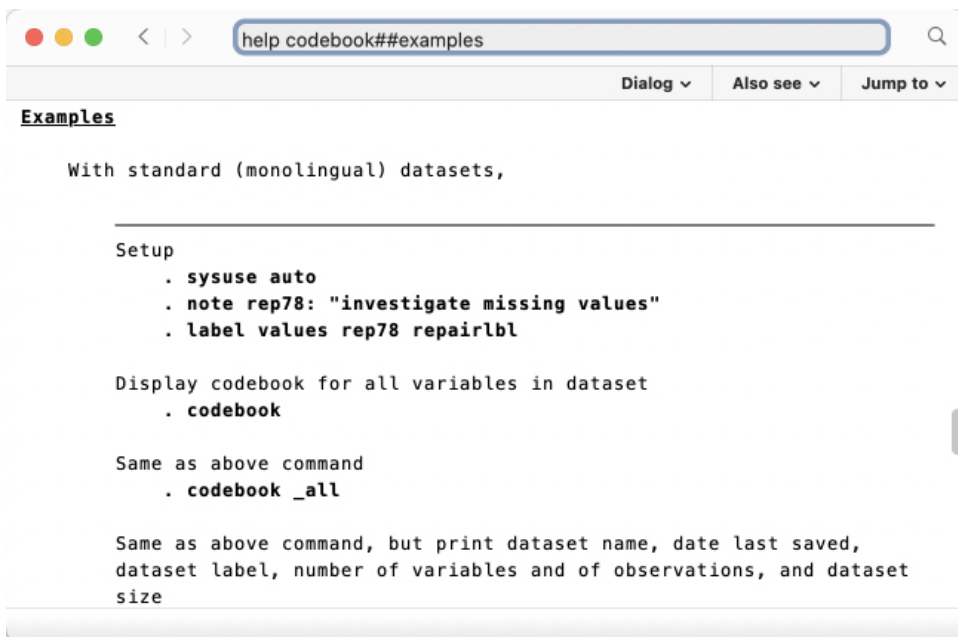 help codebook##examples
Dialog Also see Jump to
Examples
With standard (monolingual) datasets,
Setup
. sysuse auto
. note rep78: "investigate missing values"
. label values rep78 repairlbl
Display codebook for all variables in dataset
. codebook
Same as above command
. codebook _all
Same as above command, but print dataset name, date last saved,
dataset label, number of variables and of observations, and dataset
size